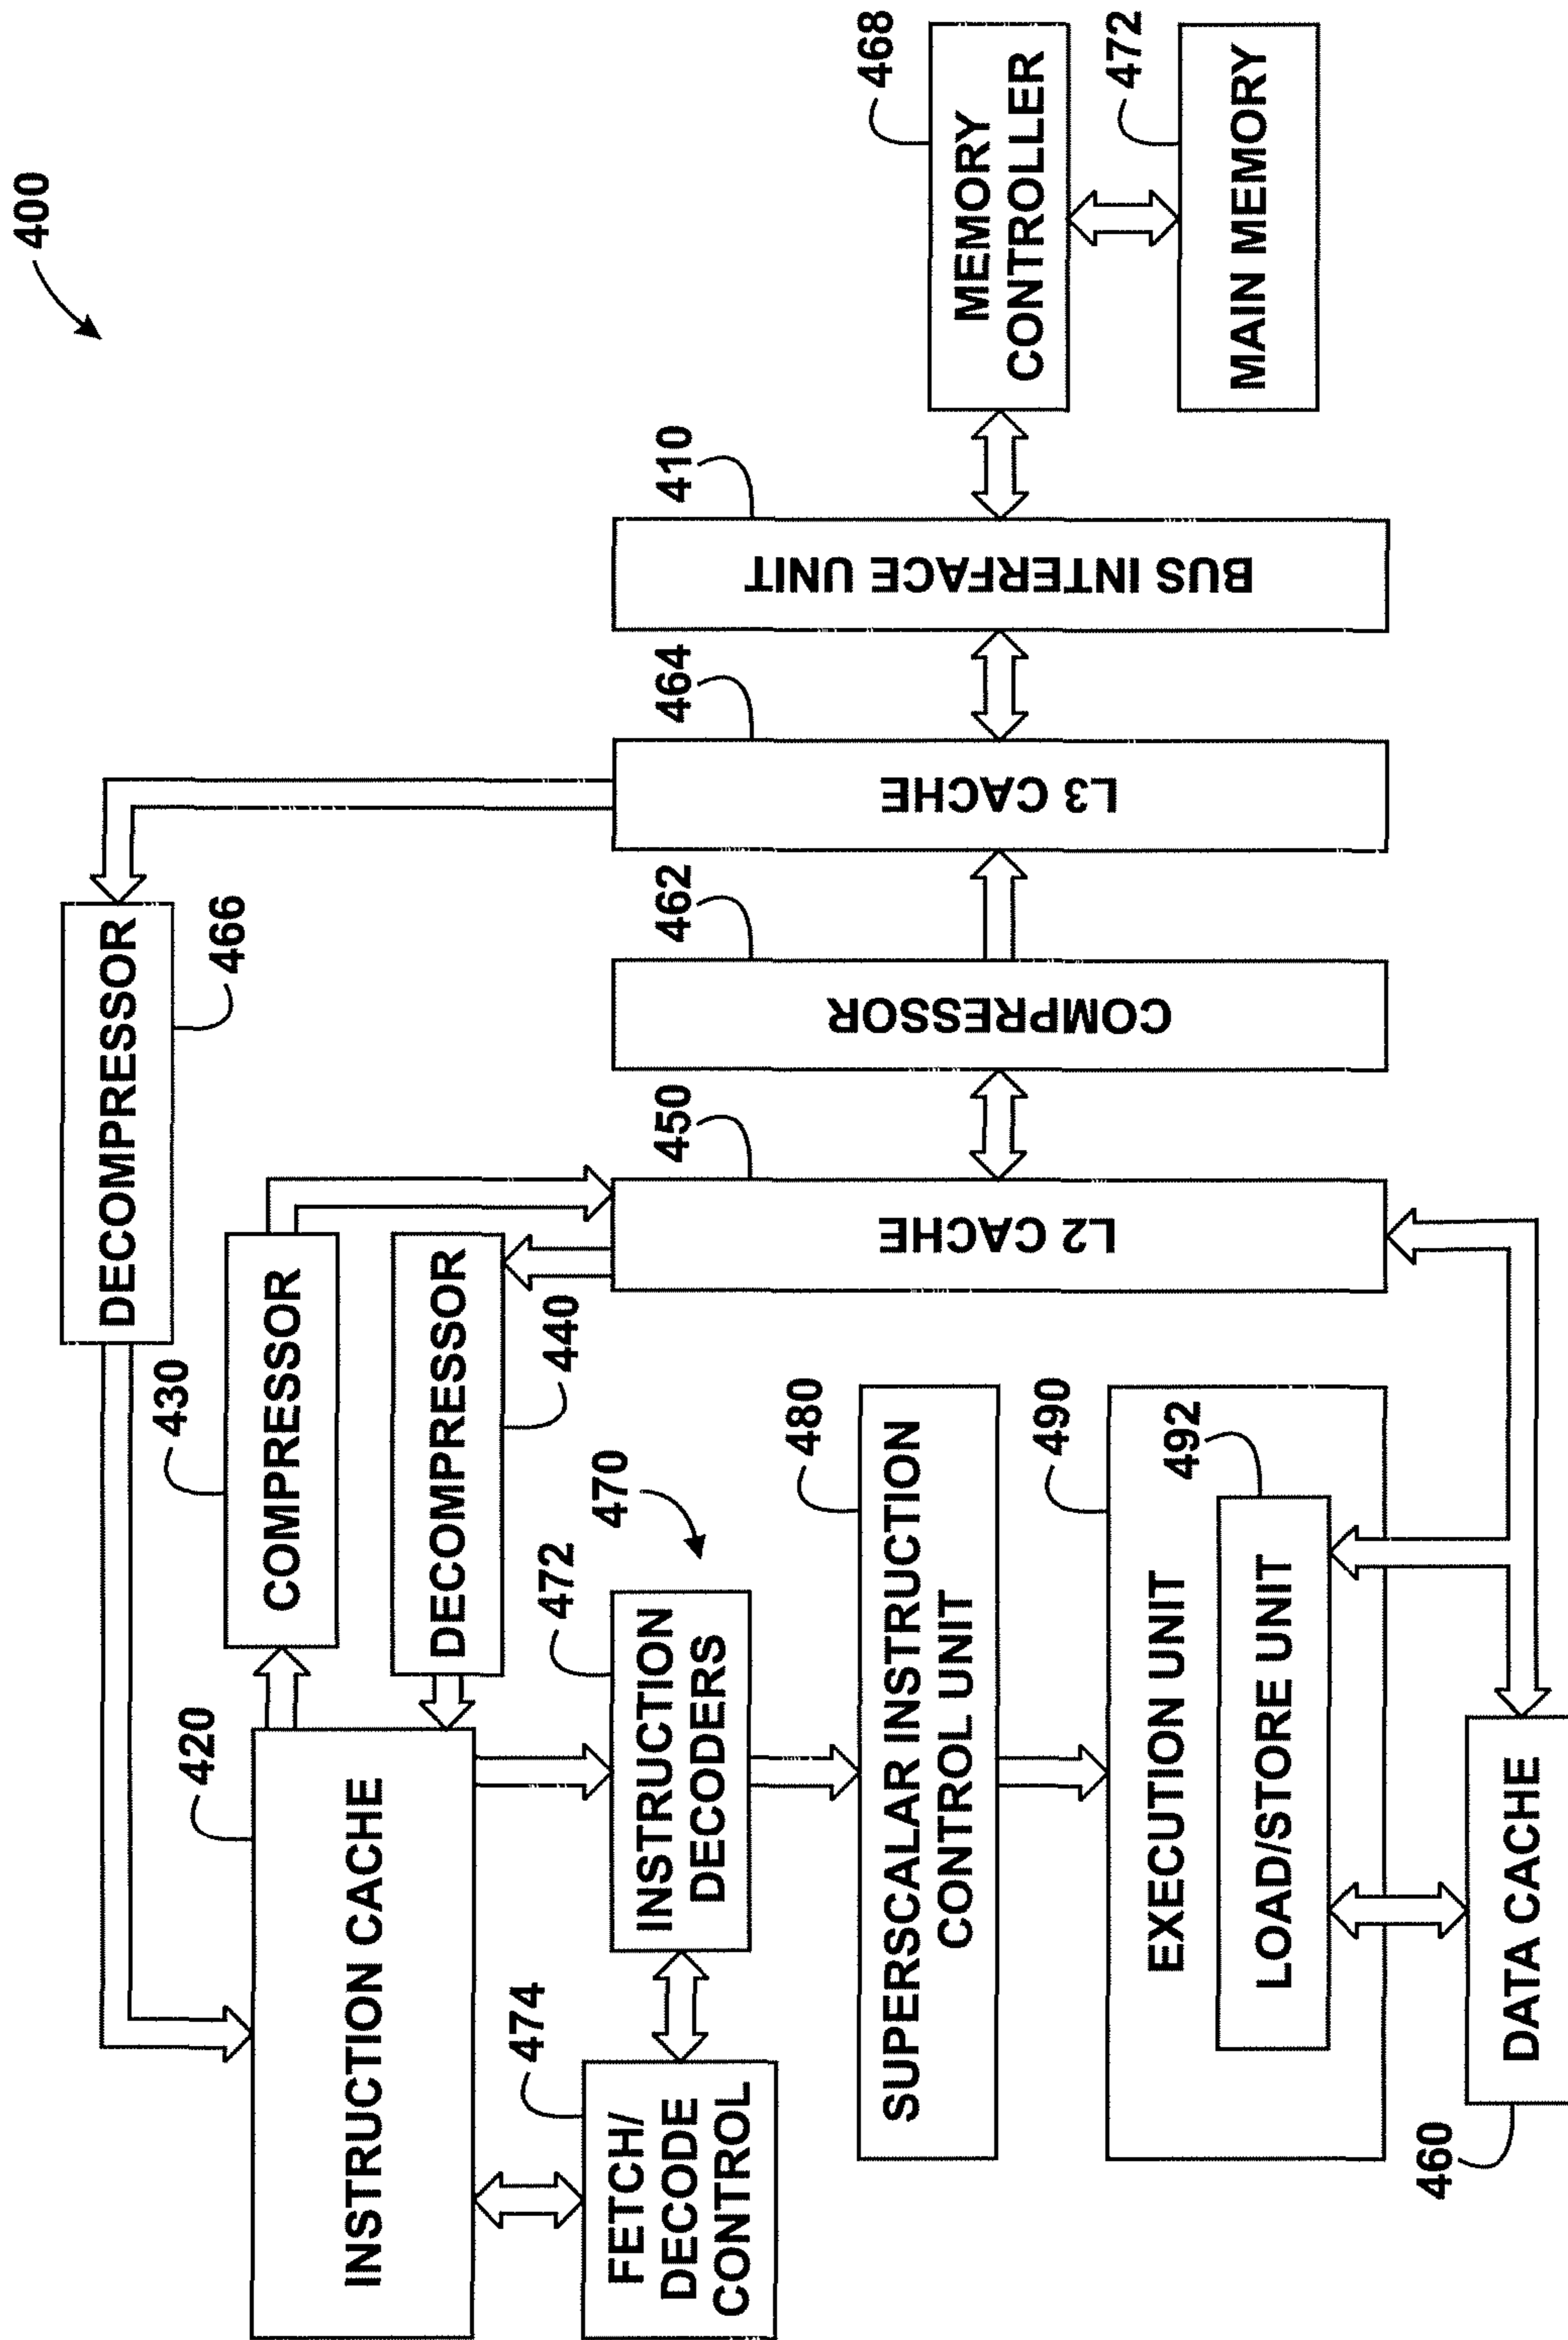 400
DECOMPRESSOR
466
430
COMPRESSOR
420
INSTRUCTION CACHE
DECOMPRESSOR
440
450
L2 CACHE
462
COMPRESSOR
464
L3 CACHE
410
BUS INTERFACE UNIT
468
MEMORY
CONTROLLER
472
MAIN MEMORY
474
FETCH/
DECODE
CONTROL
472
470
INSTRUCTION
DECODERS
480
SUPERSCALAR INSTRUCTION
CONTROL UNIT
490
EXECUTION UNIT
492
LOAD/STORE UNIT
460
DATA CACHE